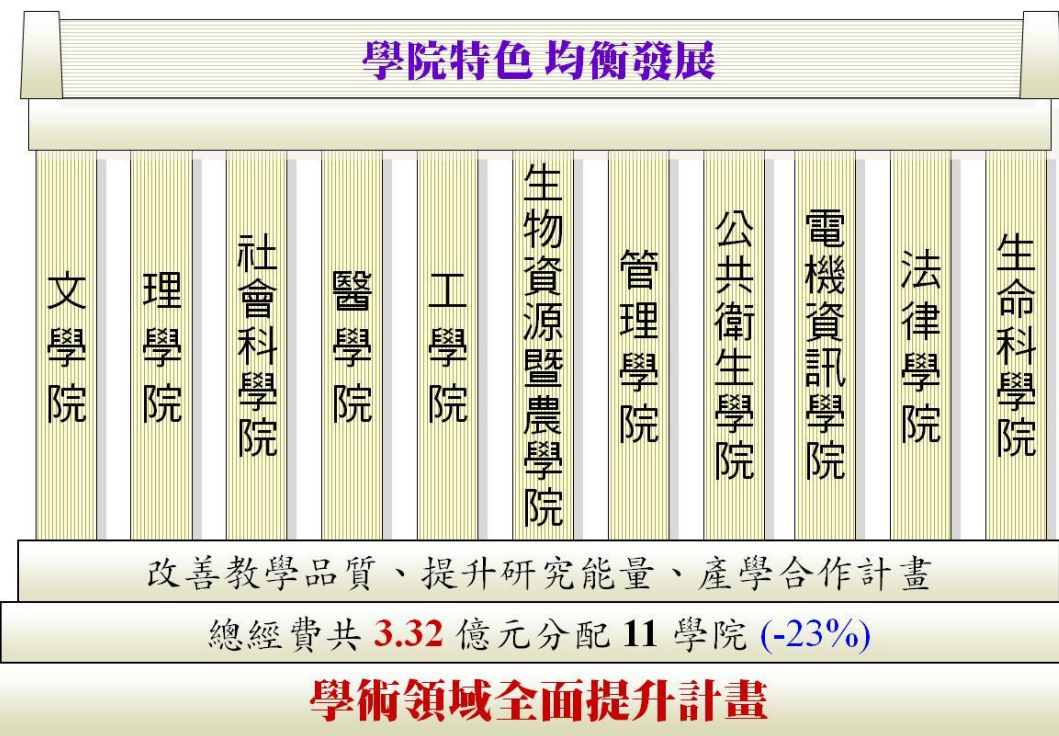 學院特色 均衡發展
文學院
理學院
社會科學院
醫學院
工學院
生物資源暨農學院
管理學院
公共衛生學院
電機資訊學院
法律學院
生命科學院
改善教學品質、提升研究能量、產學合作計畫
總經費共 3.32 億元分配 11 學院 (-23%)
學術領域全面提升計畫